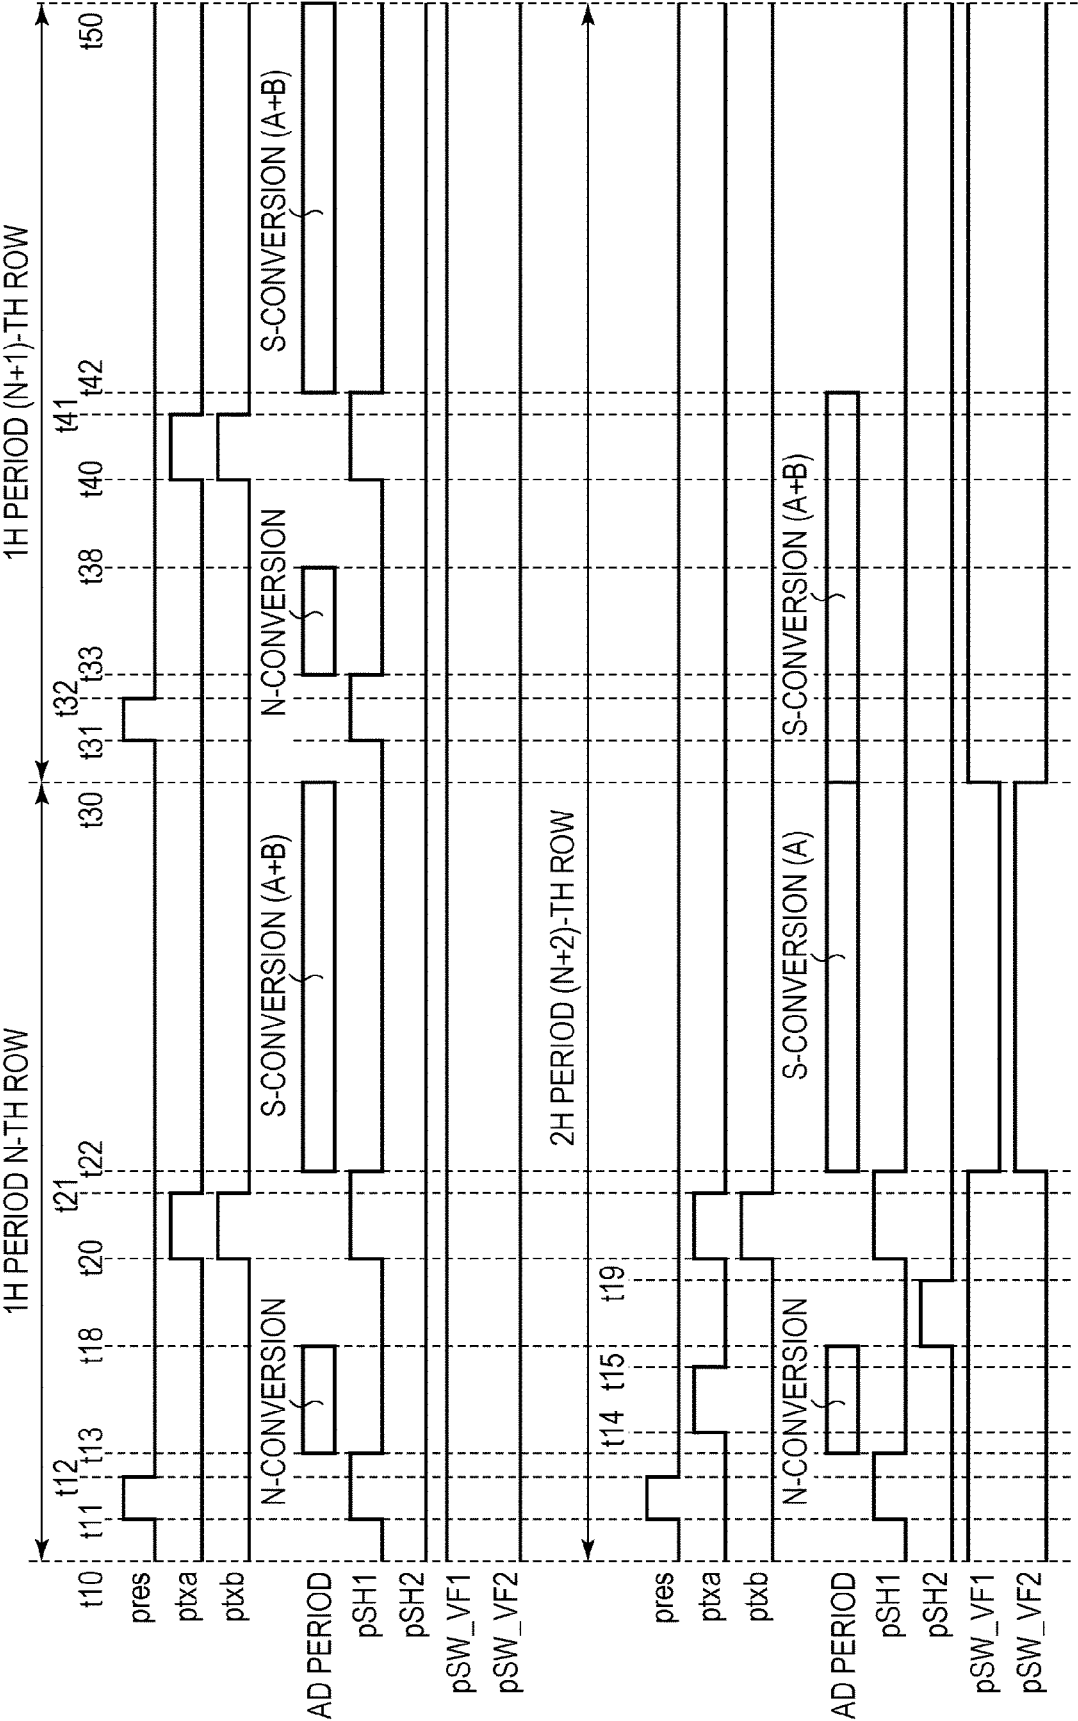 1H PERIOD N-TH ROW
1H PERIOD (N+1)-TH ROW
t10 t11 t12 t13 t18 t20 t21 t22 t30 t31 t32 t33 t38 t40 t41 t42 t50
pres
ptxa
ptxb
N-CONVERSION
S-CONVERSION (A+B)
N-CONVERSION
S-CONVERSION (A+B)
AD PERIOD
pSH1
pSH2
pSW_VF1
pSW_VF2
2H PERIOD (N+2)-TH ROW
t14 t15 t19
pres
ptxa
ptxb
N-CONVERSION
S-CONVERSION (A)
S-CONVERSION (A+B)
AD PERIOD
pSH1
pSH2
pSW_VF1
pSW_VF2